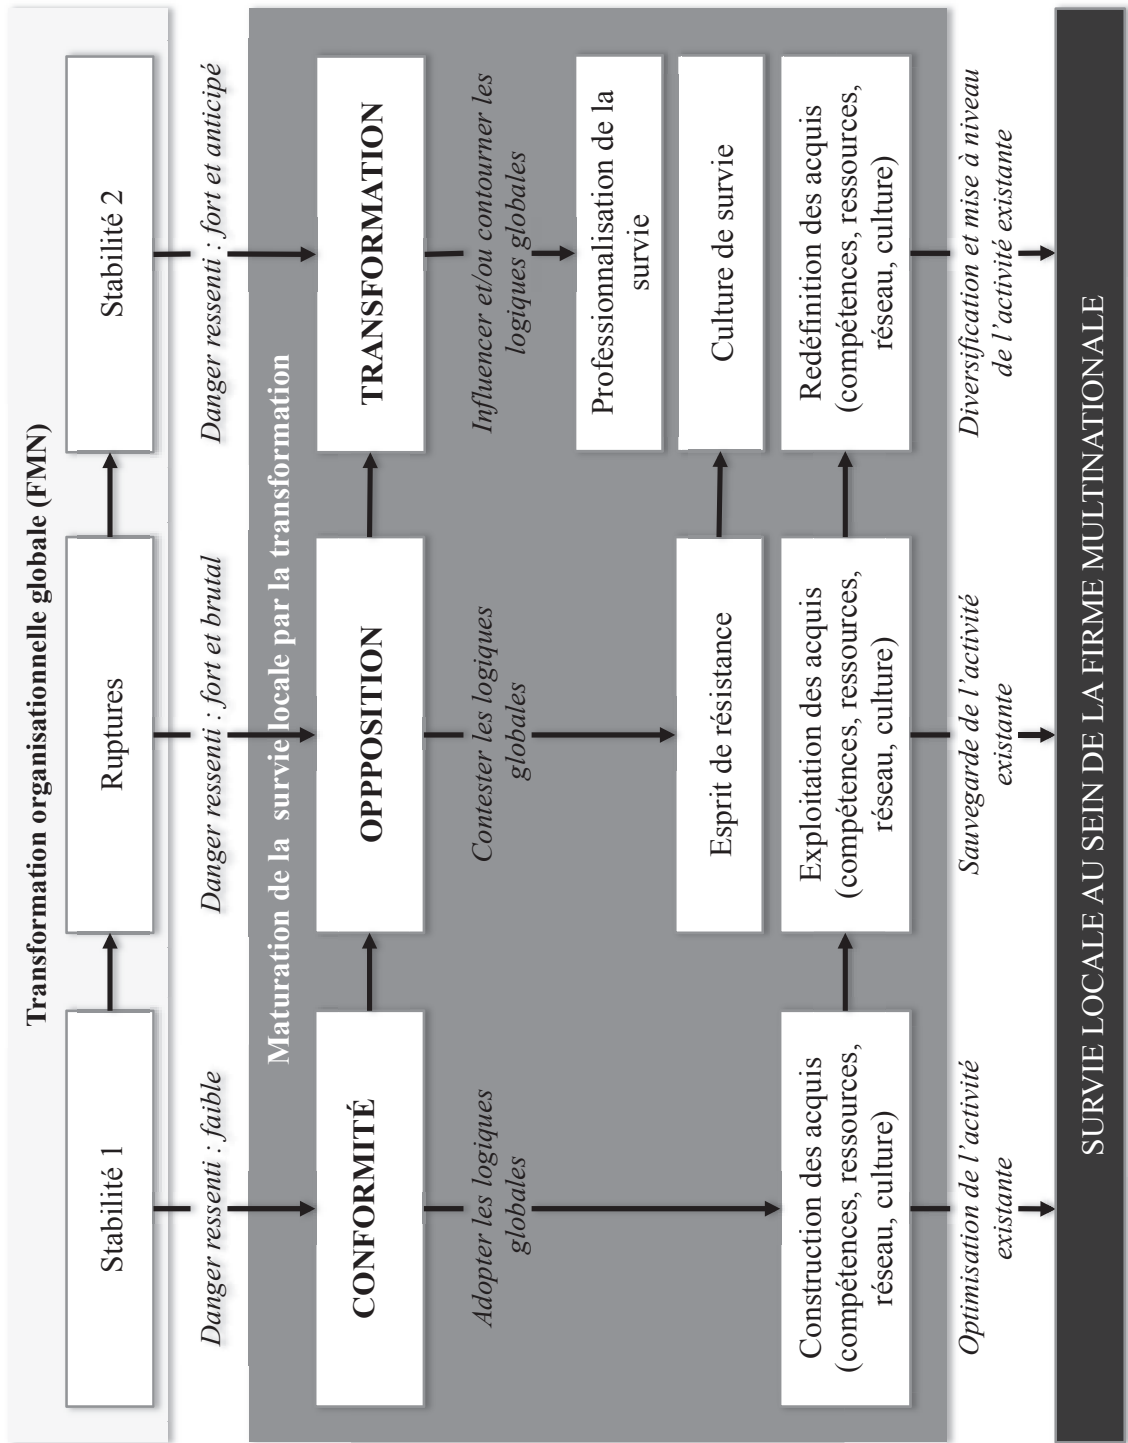 Transformation organisationnelle globale (FMN)
Stabilité 1
Ruptures
Stabilité 2
Danger ressenti : faible
Danger ressenti : fort et brutal
Danger ressenti : fort et anticipé
Maturation de la survie locale par la transformation
CONFORMITÉ
OPPPOSITION
TRANSFORMATION
Adopter les logiques
globales
Contester les logiques
globales
Influencer et/ou contourner les
logiques globales
Professionnalisation de la
survie
Esprit de résistance
Culture de survie
Construction des acquis
(compétences, ressources,
réseau, culture)
Exploitation des acquis
(compétences, ressources,
réseau, culture)
Redéfinition des acquis
(compétences, ressources,
réseau, culture)
Optimisation de l’activité
existante
Sauvegarde de l’activité
existante
Diversification et mise à niveau
de l’activité existante
SURVIE LOCALE AU SEIN DE LA FIRME MULTINATIONALE